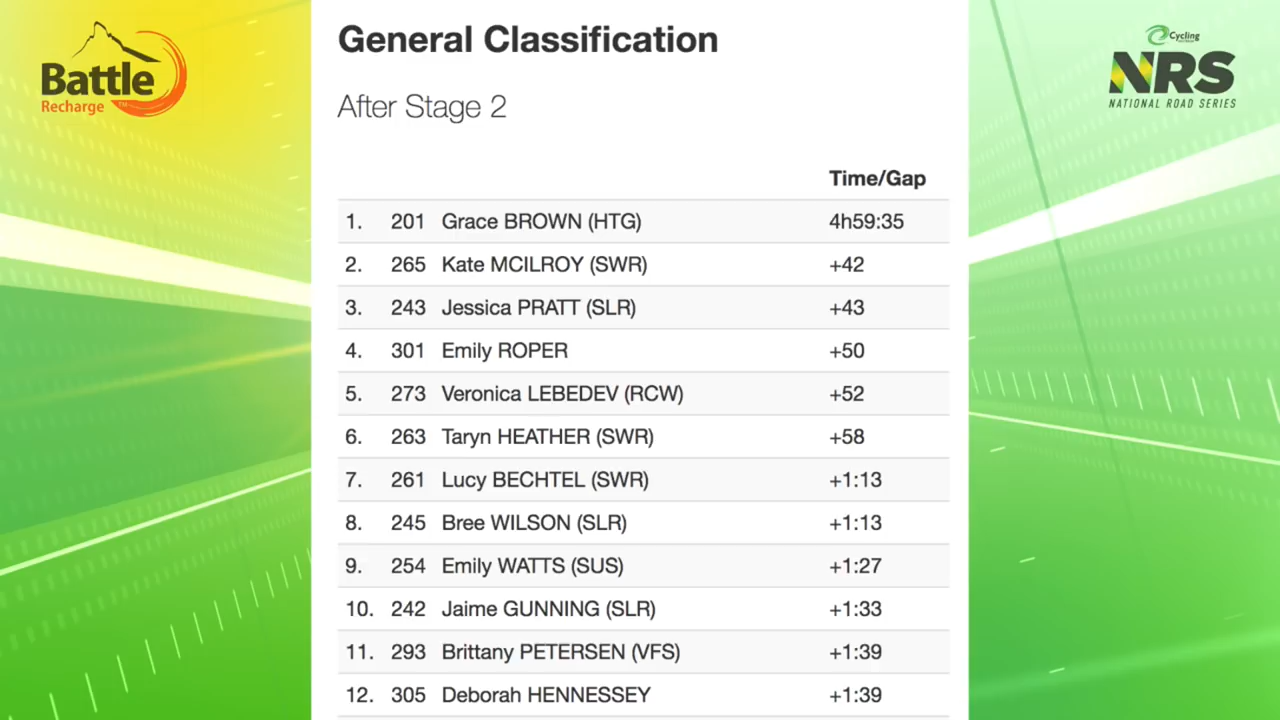 Battle
Recharge™
General Classification
After Stage 2
Cycling
NRS
NATIONAL ROAD SERIES
Time/Gap
1. 201 Grace BROWN (HTG) 4h59:35
2. 265 Kate MCILROY (SWR) +42
3. 243 Jessica PRATT (SLR) +43
4. 301 Emily ROPER +50
5. 273 Veronica LEBEDEV (RCW) +52
6. 263 Taryn HEATHER (SWR) +58
7. 261 Lucy BECHTEL (SWR) +1:13
8. 245 Bree WILSON (SLR) +1:13
9. 254 Emily WATTS (SUS) +1:27
10. 242 Jaime GUNNING (SLR) +1:33
11. 293 Brittany PETERSEN (VFS) +1:39
12. 305 Deborah HENNESSEY +1:39